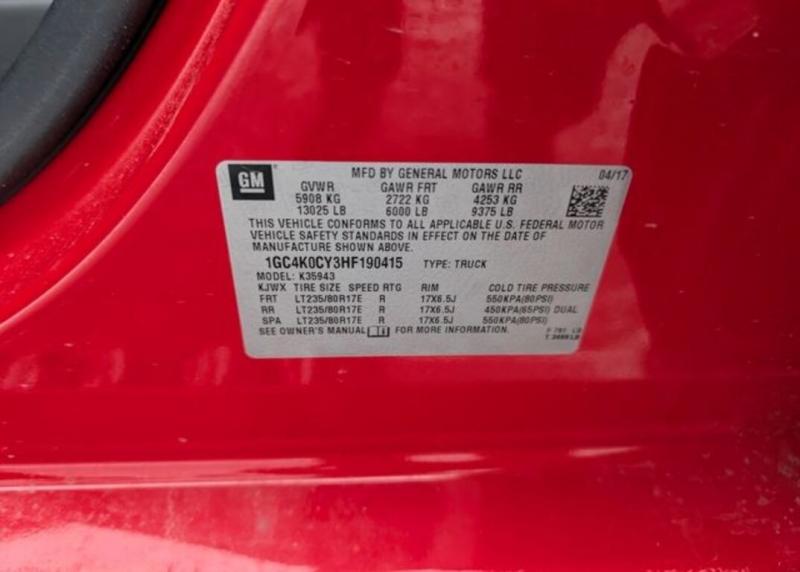 GM
MFD BY GENERAL MOTORS LLC 04/17
GVWR GAWR FRT GAWR RR
5908 KG 2722 KG 4253 KG
13025 LB 6000 LB 9375 LB
THIS VEHICLE CONFORMS TO ALL APPLICABLE U.S. FEDERAL MOTOR
VEHICLE SAFETY STANDARDS IN EFFECT ON THE DATE OF
MANUFACTURE SHOWN ABOVE.
1GC4K0CY3HF190415 TYPE: TRUCK
MODEL: K35943
KJWX TIRE SIZE SPEED RTG RIM COLD TIRE PRESSURE
FRT LT235/80R17E R 17X6.5J 550KPA(80PSI)
RR LT235/80R17E R 17X6.5J 450KPA(65PSI) DUAL
SPA LT235/80R17E R 17X6.5J 550KPA(80PSI)
SEE OWNER'S MANUAL FOR MORE INFORMATION.